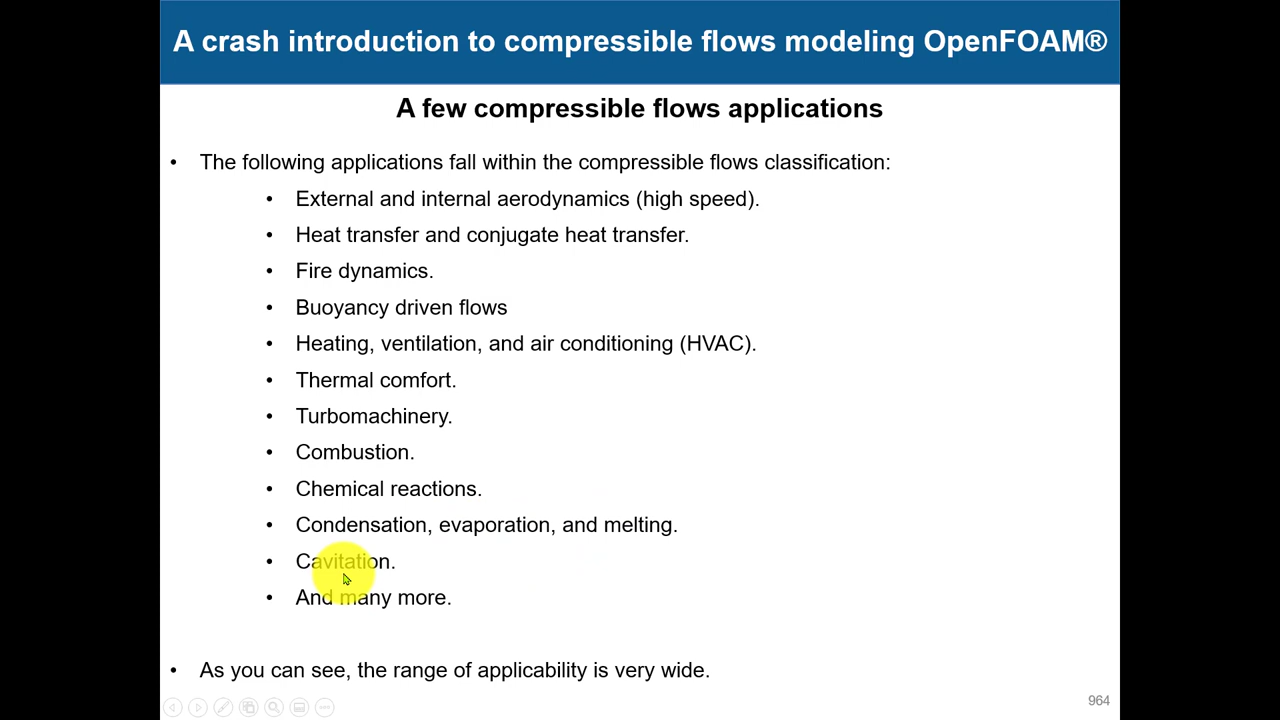 A crash introduction to compressible flows modeling OpenFOAM®
A few compressible flows applications
• The following applications fall within the compressible flows classification:
• External and internal aerodynamics (high speed).
• Heat transfer and conjugate heat transfer.
• Fire dynamics.
• Buoyancy driven flows
• Heating, ventilation, and air conditioning (HVAC).
• Thermal comfort.
• Turbomachinery.
• Combustion.
• Chemical reactions.
• Condensation, evaporation, and melting.
• Cavitation.
• And many more.
• As you can see, the range of applicability is very wide.
964